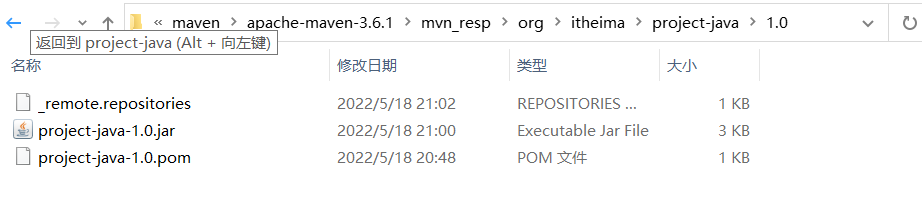 « maven › apache-maven-3.6.1 › mvn_resp › org › itheima › project-java › 1.0
返回到 project-java (Alt + 向左键)
名称 修改日期 类型 大小
_remote.repositories 2022/5/18 21:02 REPOSITORIES ... 1 KB
project-java-1.0.jar 2022/5/18 21:00 Executable Jar File 3 KB
project-java-1.0.pom 2022/5/18 20:48 POM 文件 1 KB